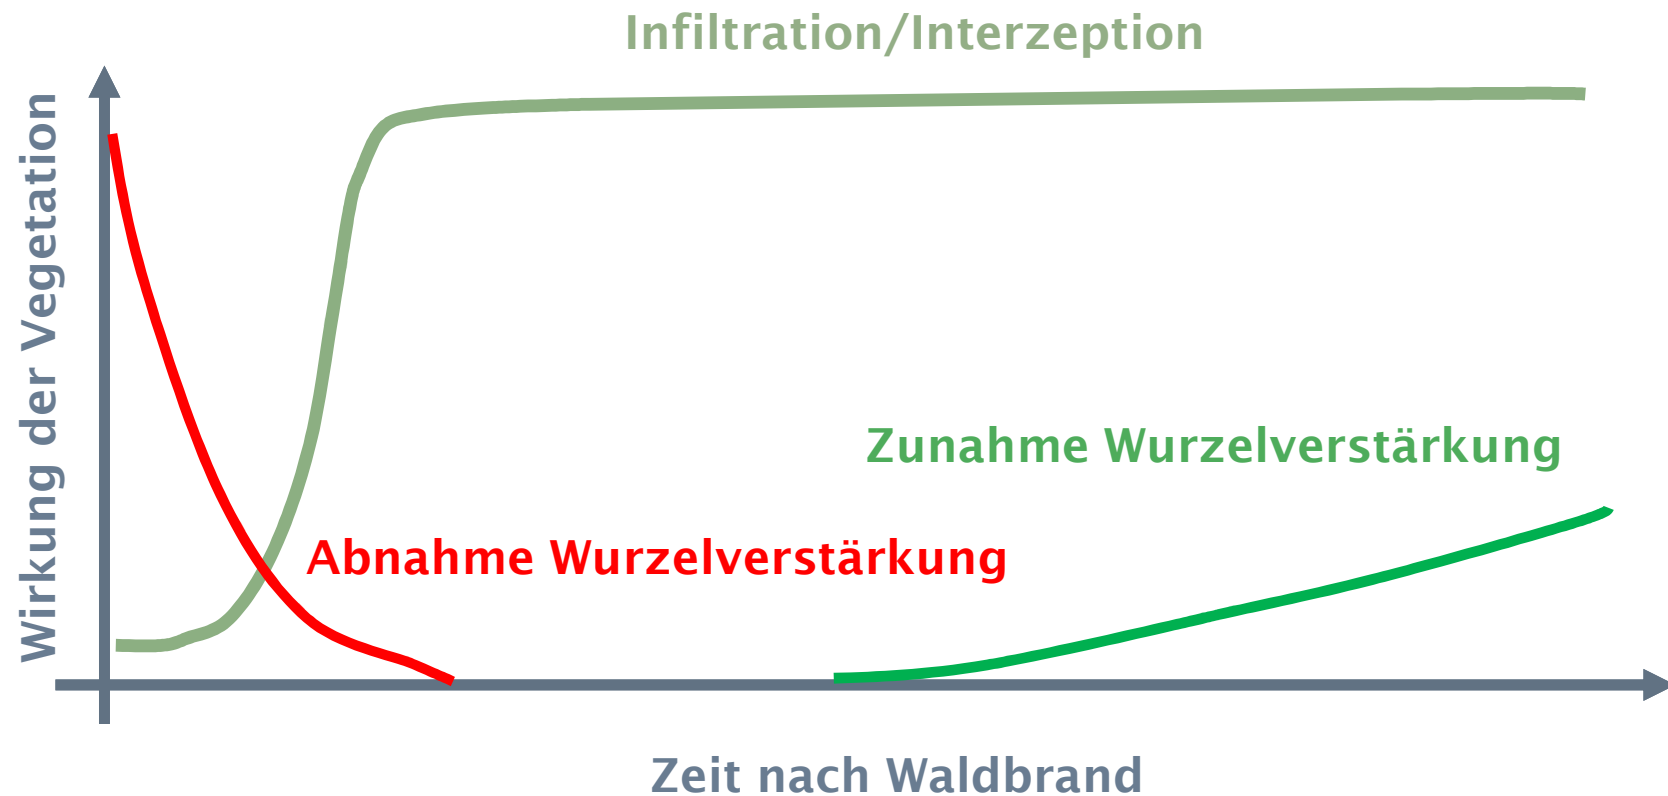 Infiltration/Interzeption
Wirkung der Vegetation
Zunahme Wurzelverstärkung
Abnahme Wurzelverstärkung
Zeit nach Waldbrand